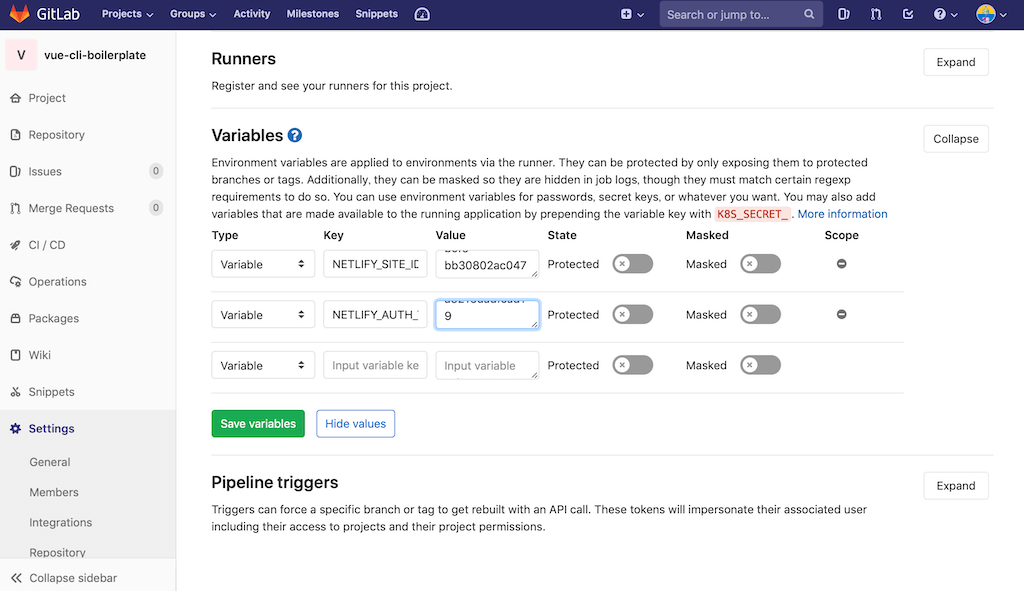 GitLab Projects Groups Activity Milestones Snippets Search or jump to...
V vue-cli-boilerplate
Project
Repository
Issues 0
Merge Requests 0
CI / CD
Operations
Packages
Wiki
Snippets
Settings
General
Members
Integrations
Repository
Collapse sidebar
Runners
Expand
Register and see your runners for this project.
Variables ?
Collapse
Environment variables are applied to environments via the runner. They can be protected by only exposing them to protected
branches or tags. Additionally, they can be masked so they are hidden in job logs, though they must match certain regexp
requirements to do so. You can use environment variables for passwords, secret keys, or whatever you want. You may also add
variables that are made available to the running application by prepending the variable key with K8S_SECRET_. More information
Type Key Value State Masked Scope
Variable NETLIFY_SITE_ID bb30802ac047 Protected Masked
Variable NETLIFY_AUTH_ 9 Protected Masked
Variable Input variable ke Input variable Protected Masked
Save variables Hide values
Pipeline triggers
Expand
Triggers can force a specific branch or tag to get rebuilt with an API call. These tokens will impersonate their associated user
including their access to projects and their project permissions.